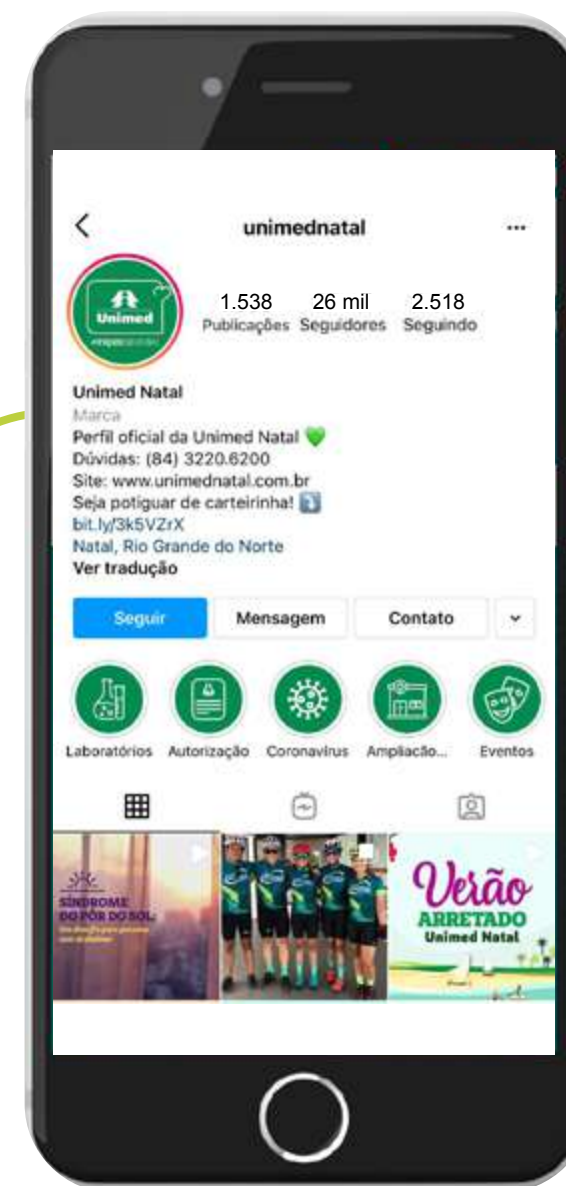 unimednatal
...
Unimed
1.538 26 mil 2.518
Publicações Seguidores Seguindo
Unimed Natal
Marca
Perfil oficial da Unimed Natal 💚
Dúvidas: (84) 3220.6200
Site: www.unimednatal.com.br
Seja potiguar de carteirinha! ⤵️
bit.ly/3k5VZrX
Natal, Rio Grande do Norte
Ver tradução
Seguir Mensagem Contato
Laboratórios Autorização Coronavírus Ampliacão... Eventos
SÍNDROME
DO PÔR DO SOL:
Verão
ARRETADO
Unimed Natal